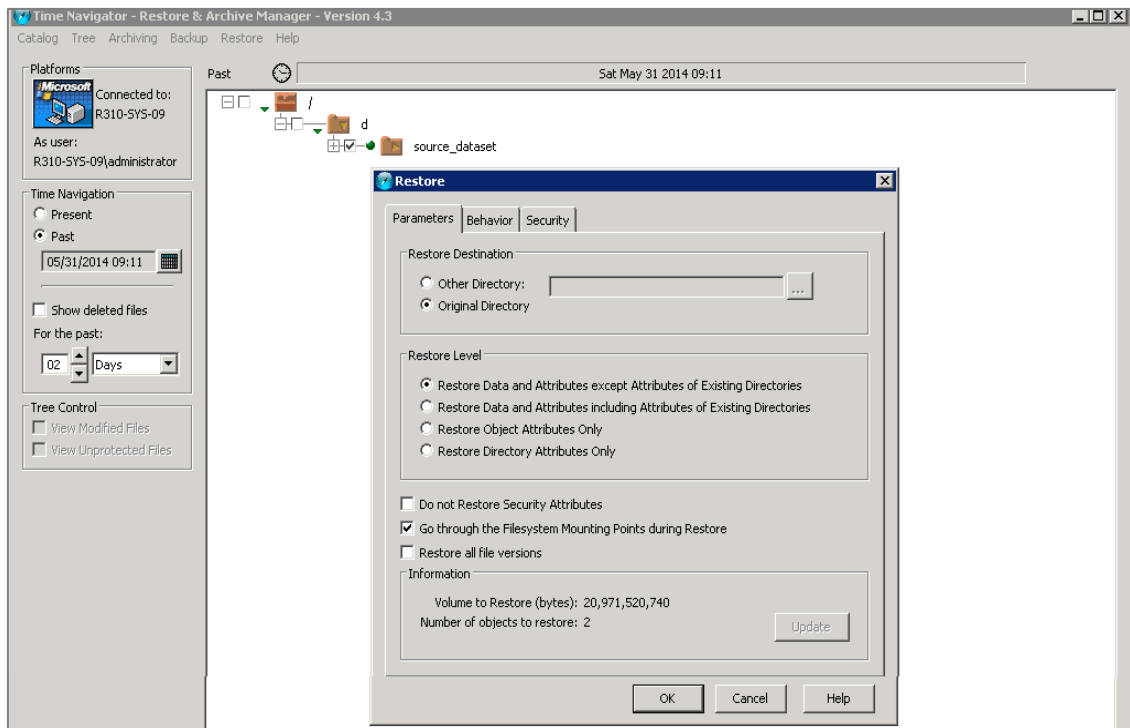 Time Navigator - Restore & Archive Manager - Version 4.3
Catalog Tree Archiving Backup Restore Help
Platforms
Microsoft
Connected to:
R310-SYS-09
As user:
R310-SYS-09\administrator
Time Navigation
Present
Past
05/31/2014 09:11
Show deleted files
For the past:
02 Days
Tree Control
View Modified Files
View Unprotected Files
Past Sat May 31 2014 09:11
/
d
source_dataset
Restore
Parameters Behavior Security
Restore Destination
Other Directory: ...
Original Directory
Restore Level
Restore Data and Attributes except Attributes of Existing Directories
Restore Data and Attributes including Attributes of Existing Directories
Restore Object Attributes Only
Restore Directory Attributes Only
Do not Restore Security Attributes
Go through the Filesystem Mounting Points during Restore
Restore all file versions
Information
Volume to Restore (bytes): 20,971,520,740
Number of objects to restore: 2
Update
OK Cancel Help